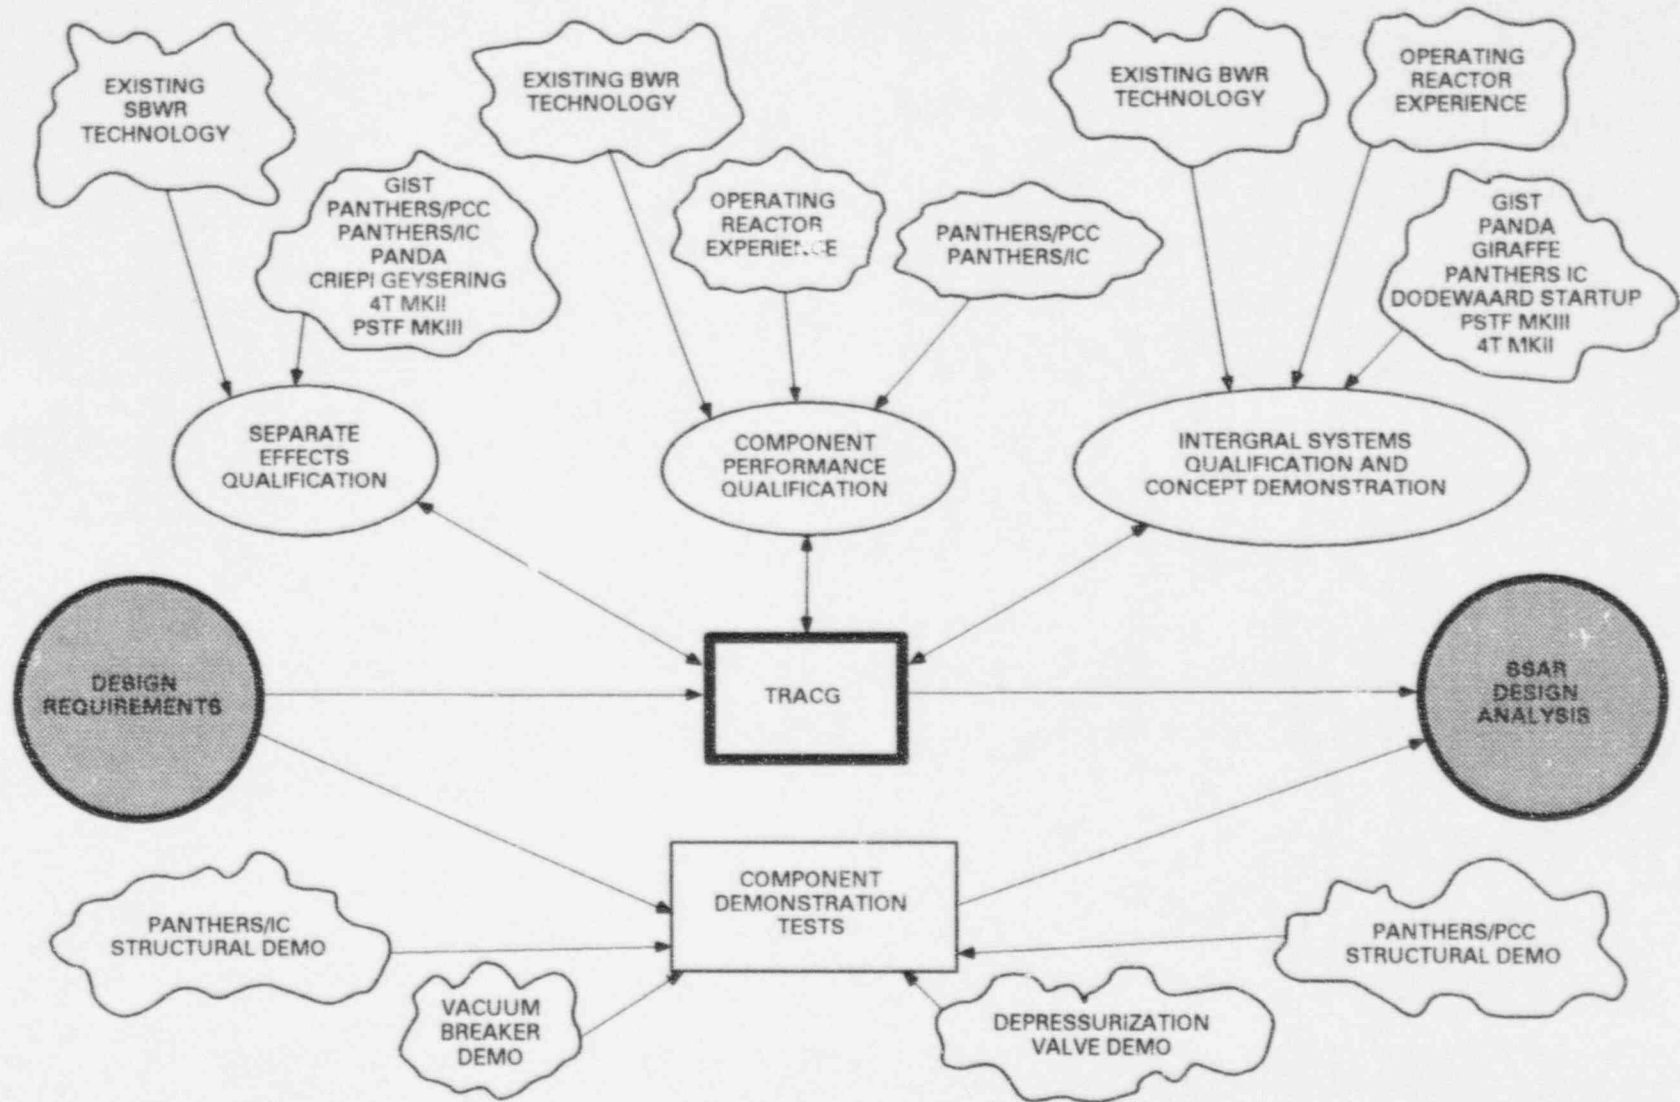 EXISTING
SBWR
TECHNOLOGY
EXISTING BWR
TECHNOLOGY
EXISTING BWR
TECHNOLOGY
OPERATING
REACTOR
EXPERIENCE
GIST
PANTHERS/PCC
PANTHERS/IC
PANDA
CRIEPI GEYSERING
4T MKII
PSTF MKIII
OPERATING
REACTOR
EXPERIENCE
PANTHERS/PCC
PANTHERS/IC
GIST
PANDA
GIRAFFE
PANTHERS IC
DODEWAARD STARTUP
PSTF MKIII
4T MKII
SEPARATE
EFFECTS
QUALIFICATION
COMPONENT
PERFORMANCE
QUALIFICATION
INTERGRAL SYSTEMS
QUALIFICATION AND
CONCEPT DEMONSTRATION
DESIGN
REQUIREMENTS
TRACG
SSAR
DESIGN
ANALYSIS
COMPONENT
DEMONSTRATION
TESTS
PANTHERS/IC
STRUCTURAL DEMO
VACUUM
BREAKER
DEMO
DEPRESSURIZATION
VALVE DEMO
PANTHERS/PCC
STRUCTURAL DEMO